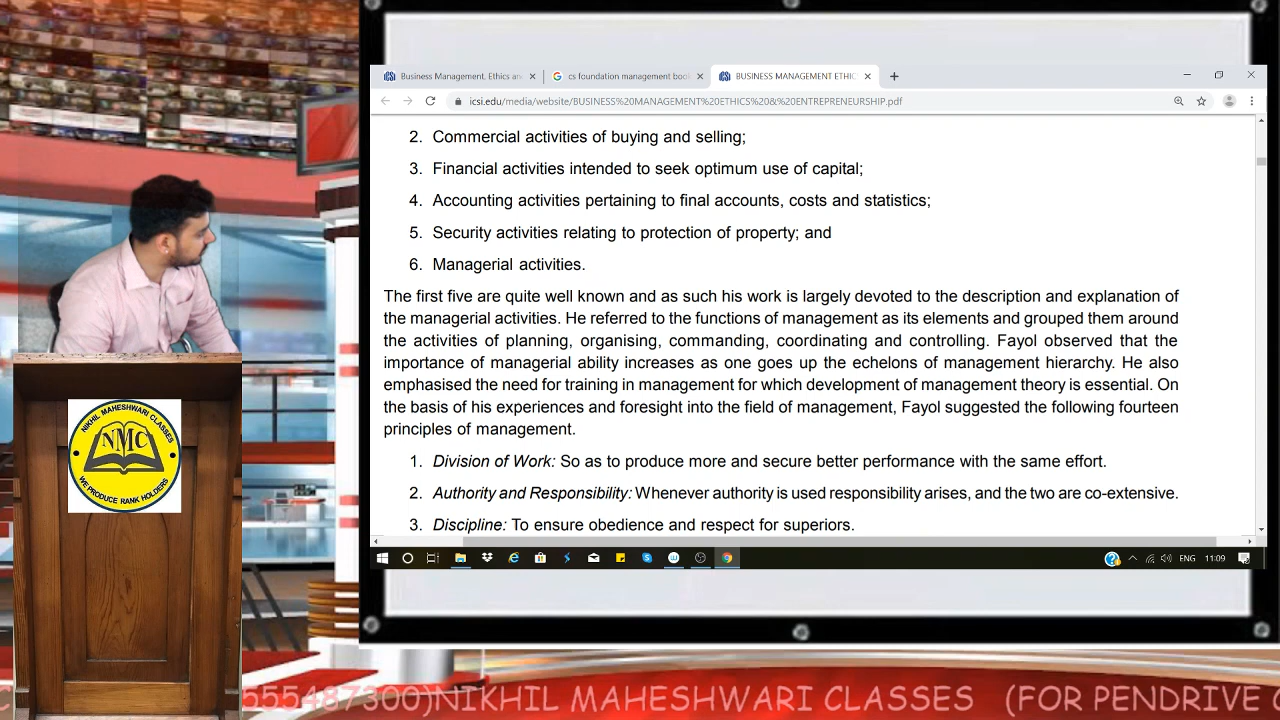 Business Management. Ethics an
cs foundation management boo
BUSINESS MANAGEMENT ETHIC
icsi.edu/media/website/BUSINESS%20MANAGEMENT%20ETHICS%20&%20ENTREPRENEURSHIP.pdf
2. Commercial activities of buying and selling;
3. Financial activities intended to seek optimum use of capital;
4. Accounting activities pertaining to final accounts, costs and statistics;
5. Security activities relating to protection of property; and
6. Managerial activities.
The first five are quite well known and as such his work is largely devoted to the description and explanation of
the managerial activities. He referred to the functions of management as its elements and grouped them around
the activities of planning, organising, commanding, coordinating and controlling. Fayol observed that the
importance of managerial ability increases as one goes up the echelons of management hierarchy. He also
emphasised the need for training in management for which development of management theory is essential. On
the basis of his experiences and foresight into the field of management, Fayol suggested the following fourteen
principles of management.
1. Division of Work: So as to produce more and secure better performance with the same effort.
2. Authority and Responsibility: Whenever authority is used responsibility arises, and the two are co-extensive.
3. Discipline: To ensure obedience and respect for superiors.
ENG 11:09
NIKHIL MAHESHWARI CLASSES
NMC
WE PRODUCE RANK HOLDERS
555487300)NIKHIL MAHESHWARI CLASSES (FOR PENDRIVE C